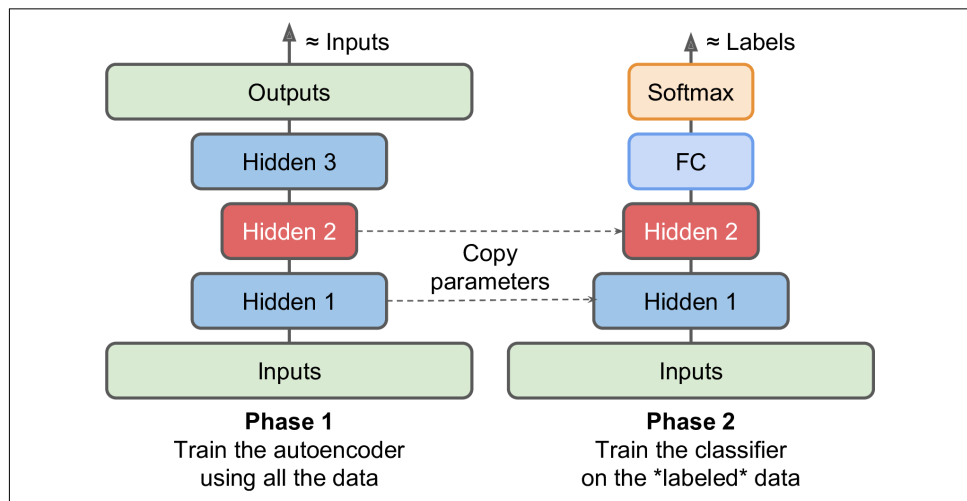 ≈ Inputs
Outputs
Hidden 3
Hidden 2
Hidden 1
Inputs
Phase 1
Train the autoencoder
using all the data
Copy
parameters
≈ Labels
Softmax
FC
Hidden 2
Hidden 1
Inputs
Phase 2
Train the classifier
on the *labeled* data